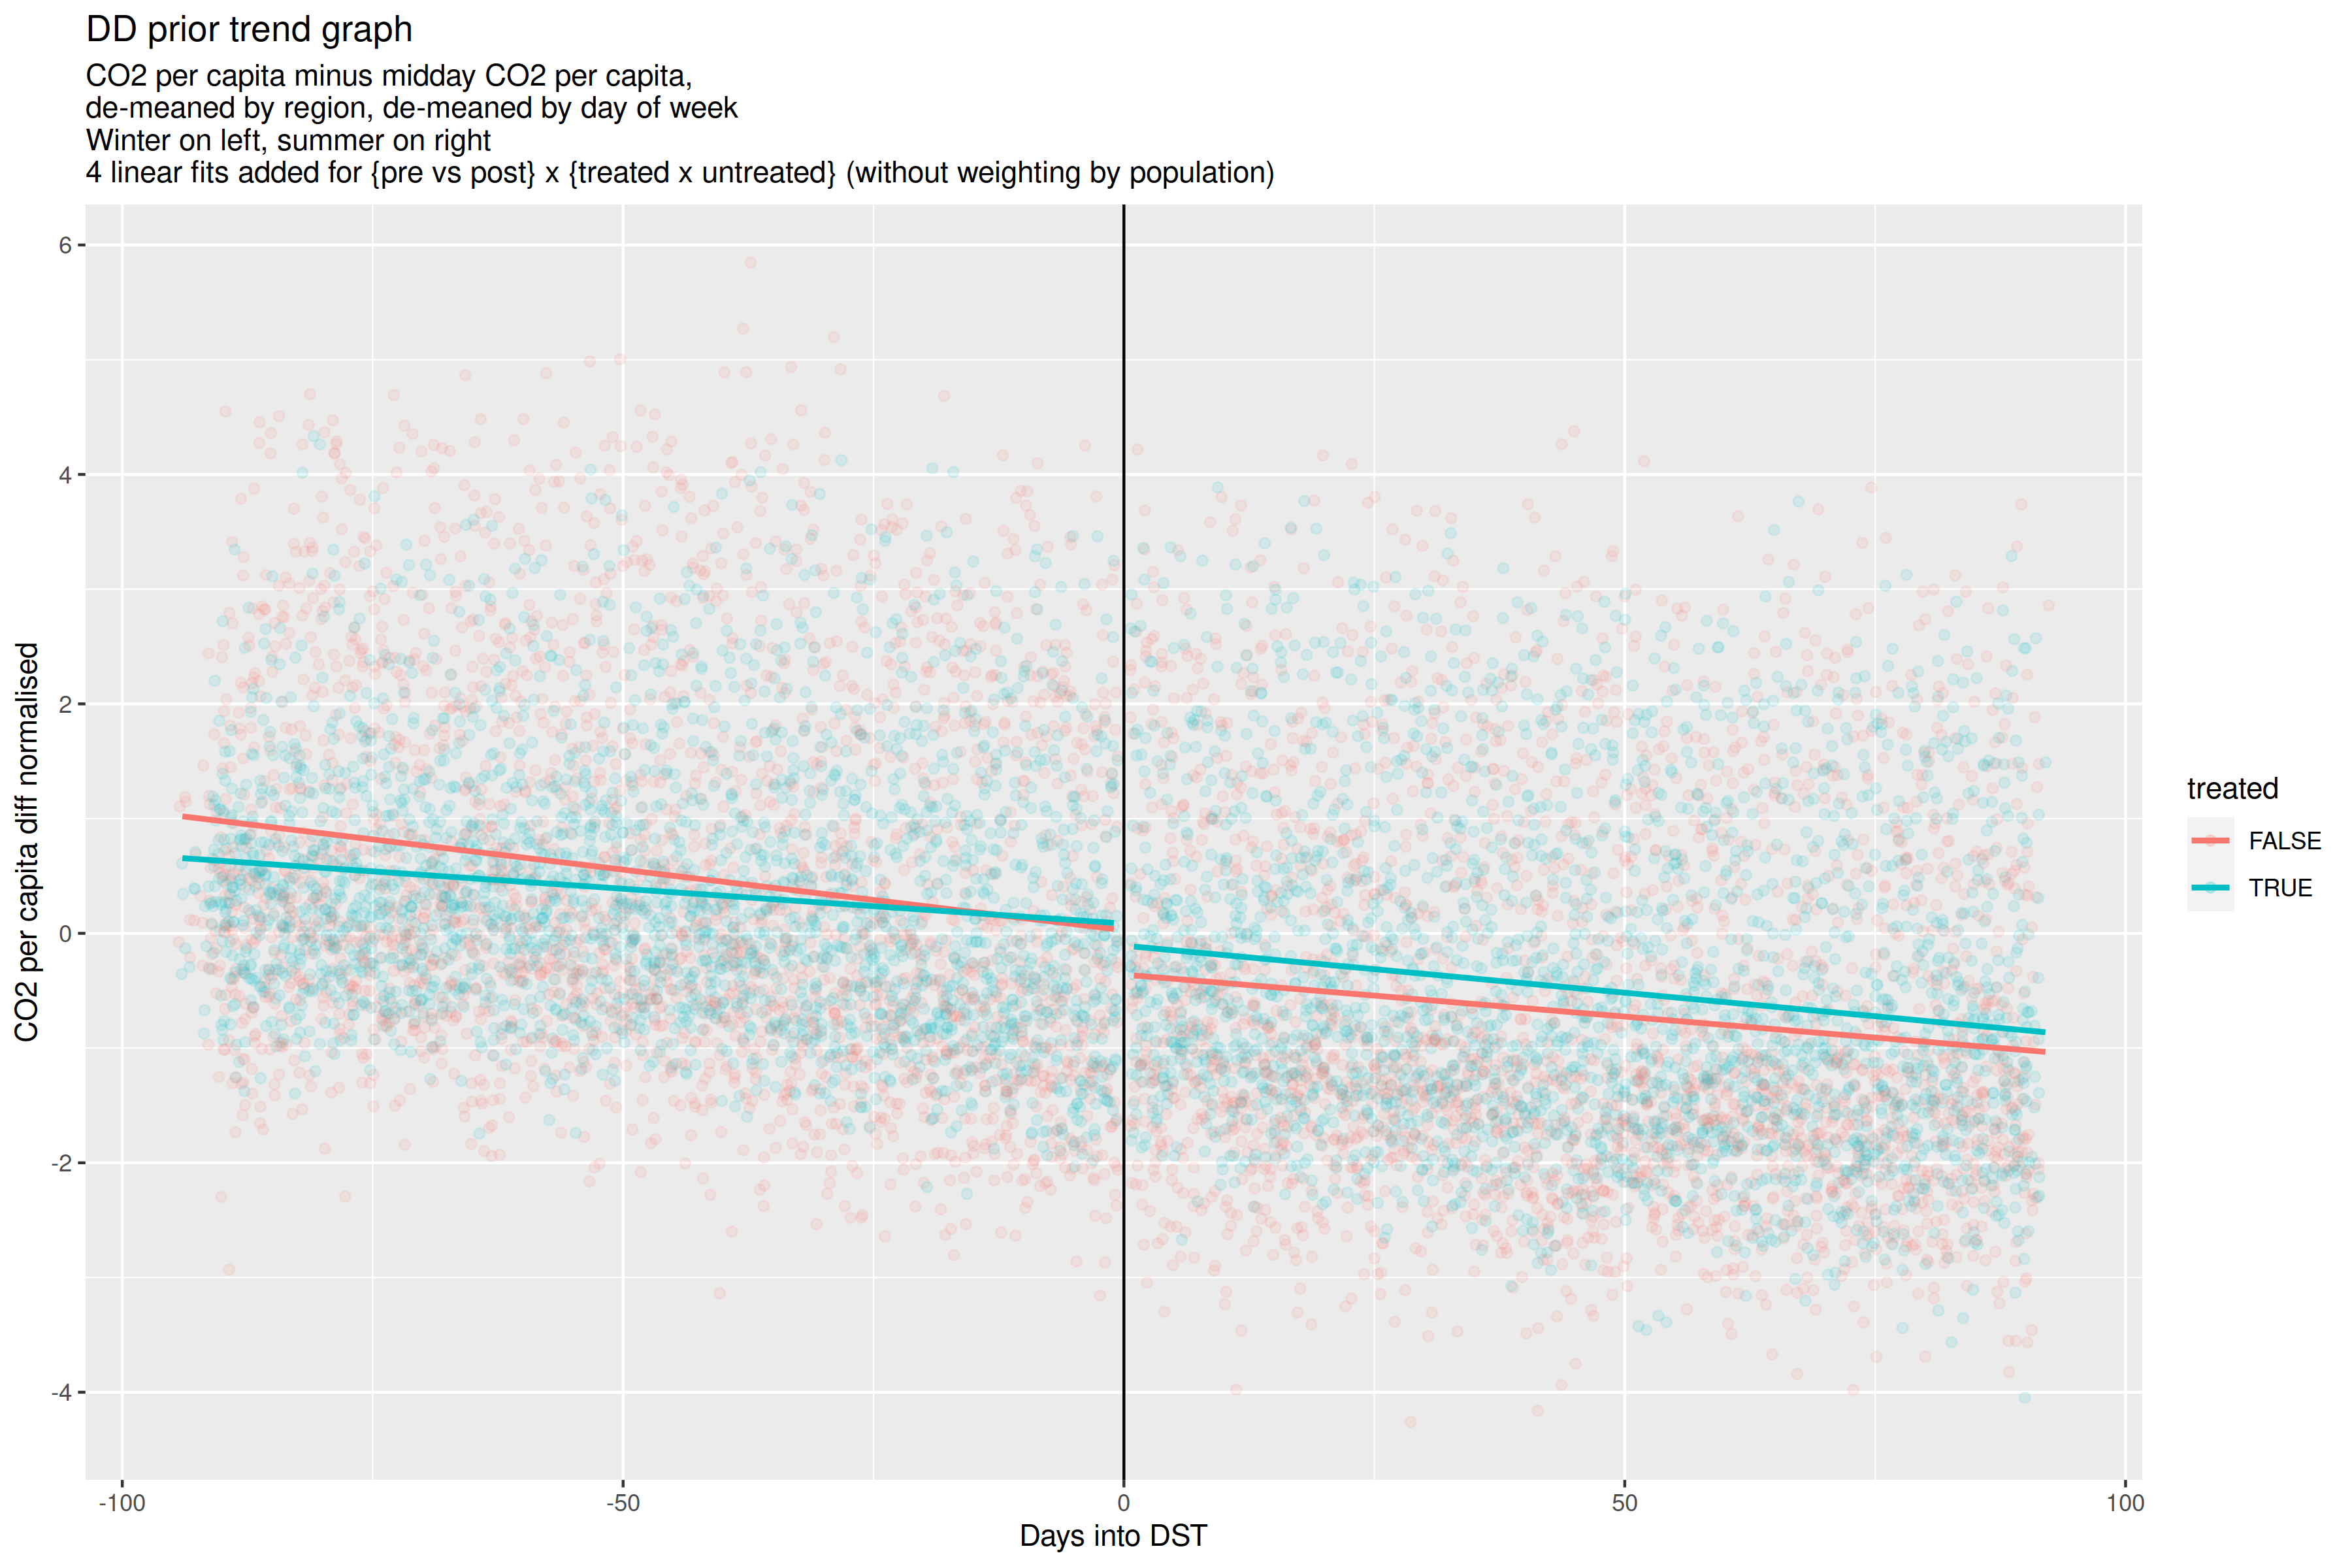 DD prior trend graph
CO2 per capita minus midday CO2 per capita,
de-meaned by region, de-meaned by day of week
Winter on left, summer on right
4 linear fits added for {pre vs post} x {treated x untreated} (without weighting by population)
CO2 per capita diff normalised
6
4
2
0
-2
-4
-100
-50
0
50
100
Days into DST
treated
FALSE
TRUE